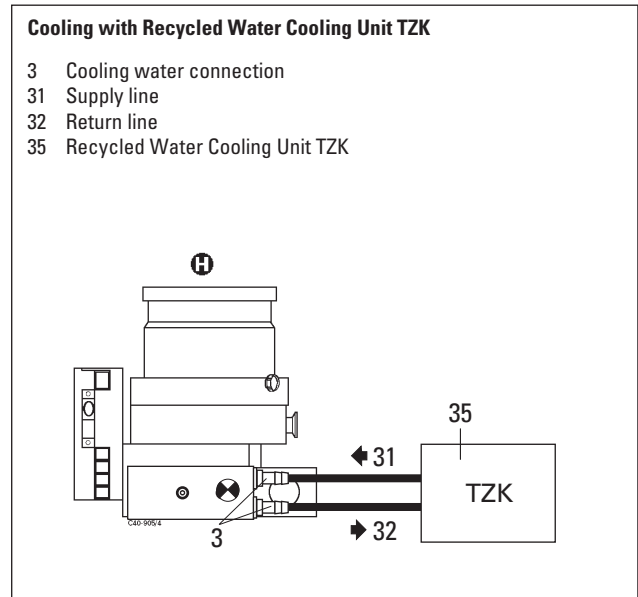 Cooling with Recycled Water Cooling Unit TZK
3 Cooling water connection
31 Supply line
32 Return line
35 Recycled Water Cooling Unit TZK
H
35
31
TZK
C40-905/4
3
32